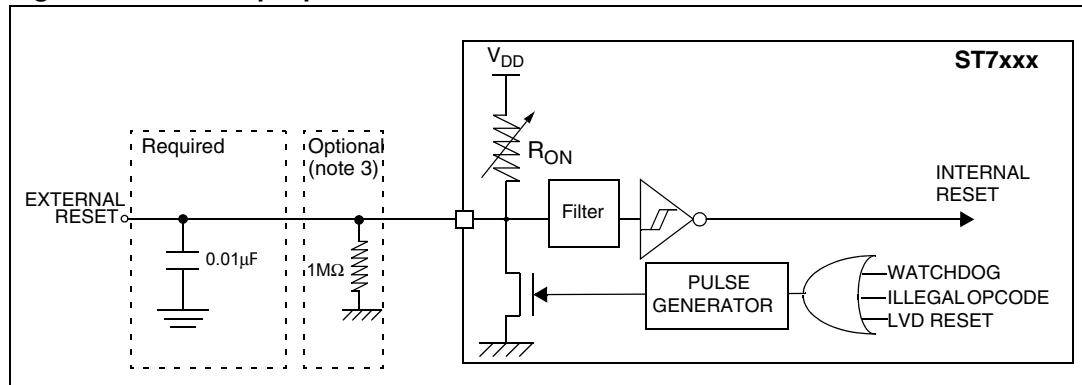 ST7xxx
VDD
RON
Required
Optional
(note 3)
EXTERNAL
RESET
0.01μF
1MΩ
Filter
INTERNAL
RESET
PULSE
GENERATOR
WATCHDOG
ILLEGAL OPCODE
LVD RESET